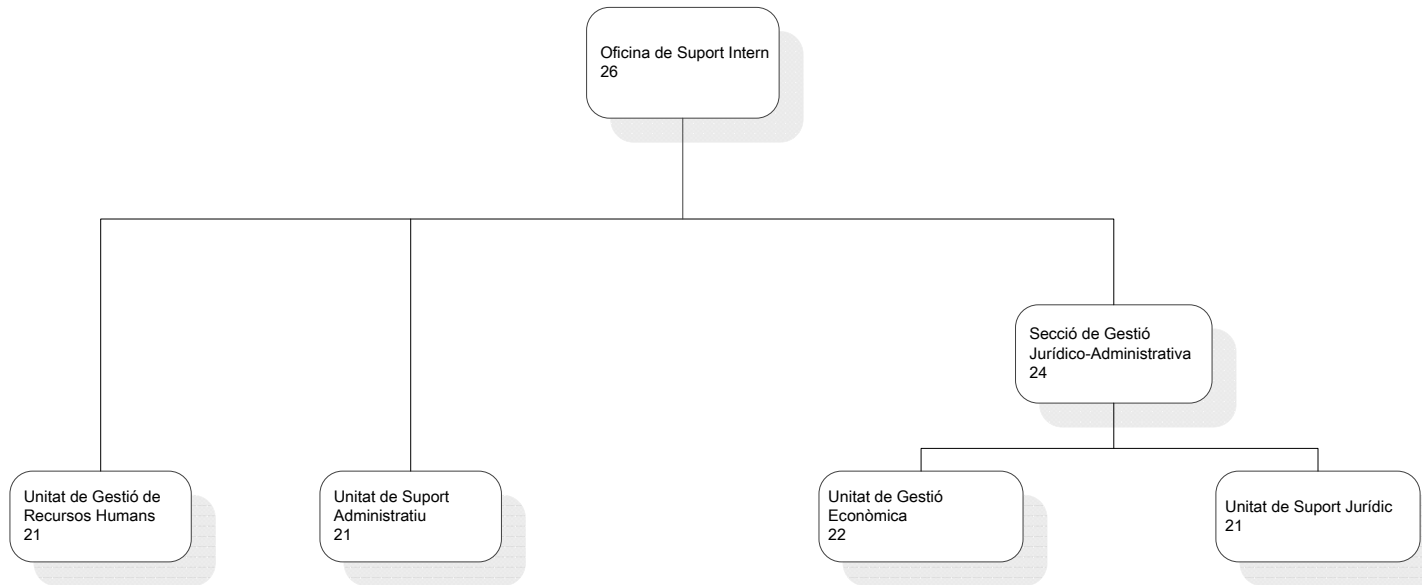 Oficina de Suport Intern
26
Secció de Gestió
Jurídico-Administrativa
24
Unitat de Gestió de
Recursos Humans
21
Unitat de Suport
Administratiu
21
Unitat de Gestió
Econòmica
22
Unitat de Suport Jurídic
21